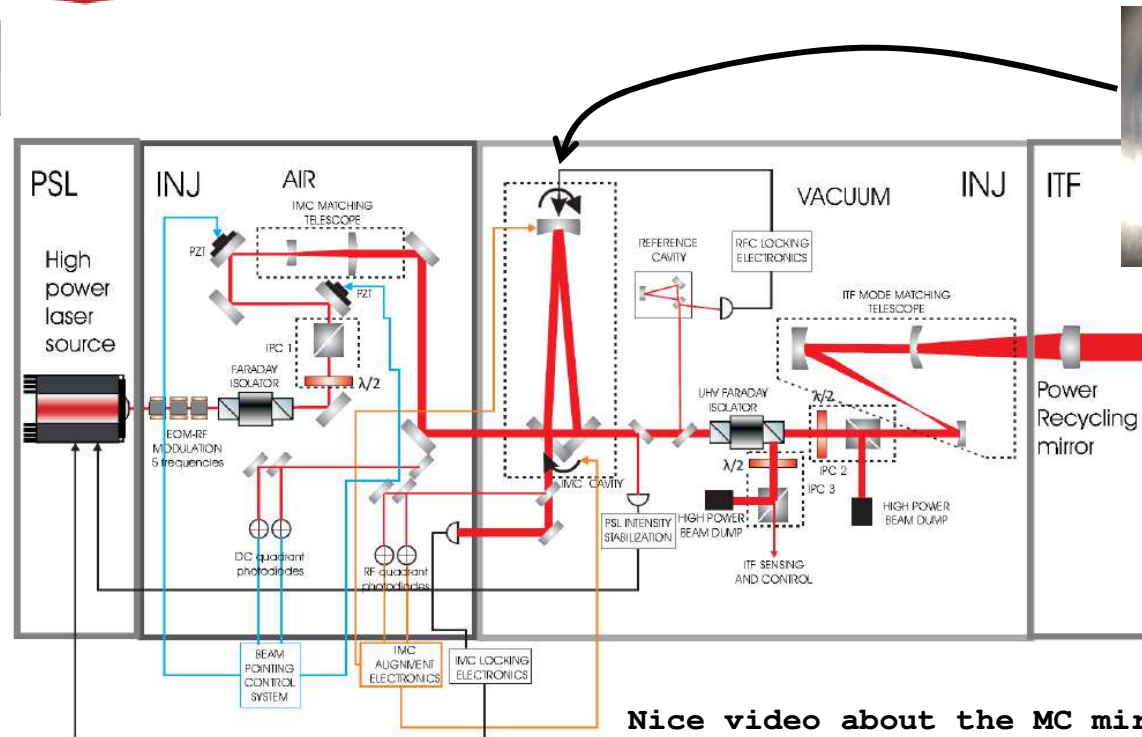 PSL
High
power
laser
source
INJ
AIR
IMC MATCHING
TELESCOPE
PZT
PZT
IPC 1
λ/2
FARADAY
ISOLATOR
EOM-RF
MODULATION
5 frequencies
DC quadrant
photodiodes
RF quadrant
photodiodes
BEAM
POINTING
CONTROL
SYSTEM
IMC
ALIGNMENT
ELECTRONICS
IMC LOCKING
ELECTRONICS
VACUUM
INJ
REFERENCE
CAVITY
RFC LOCKING
ELECTRONICS
ITF MODE MATCHING
TELESCOPE
UHV FARADAY
ISOLATOR
λ/2
IPC 2
λ/2
IPC 3
IMC CAVITY
PSL INTENSITY
STABILIZATION
HIGH POWER
BEAM DUMP
HIGH POWER
BEAM DUMP
ITF SENSING
AND CONTROL
ITF
Power
Recycling
mirror
Nice video about the MC